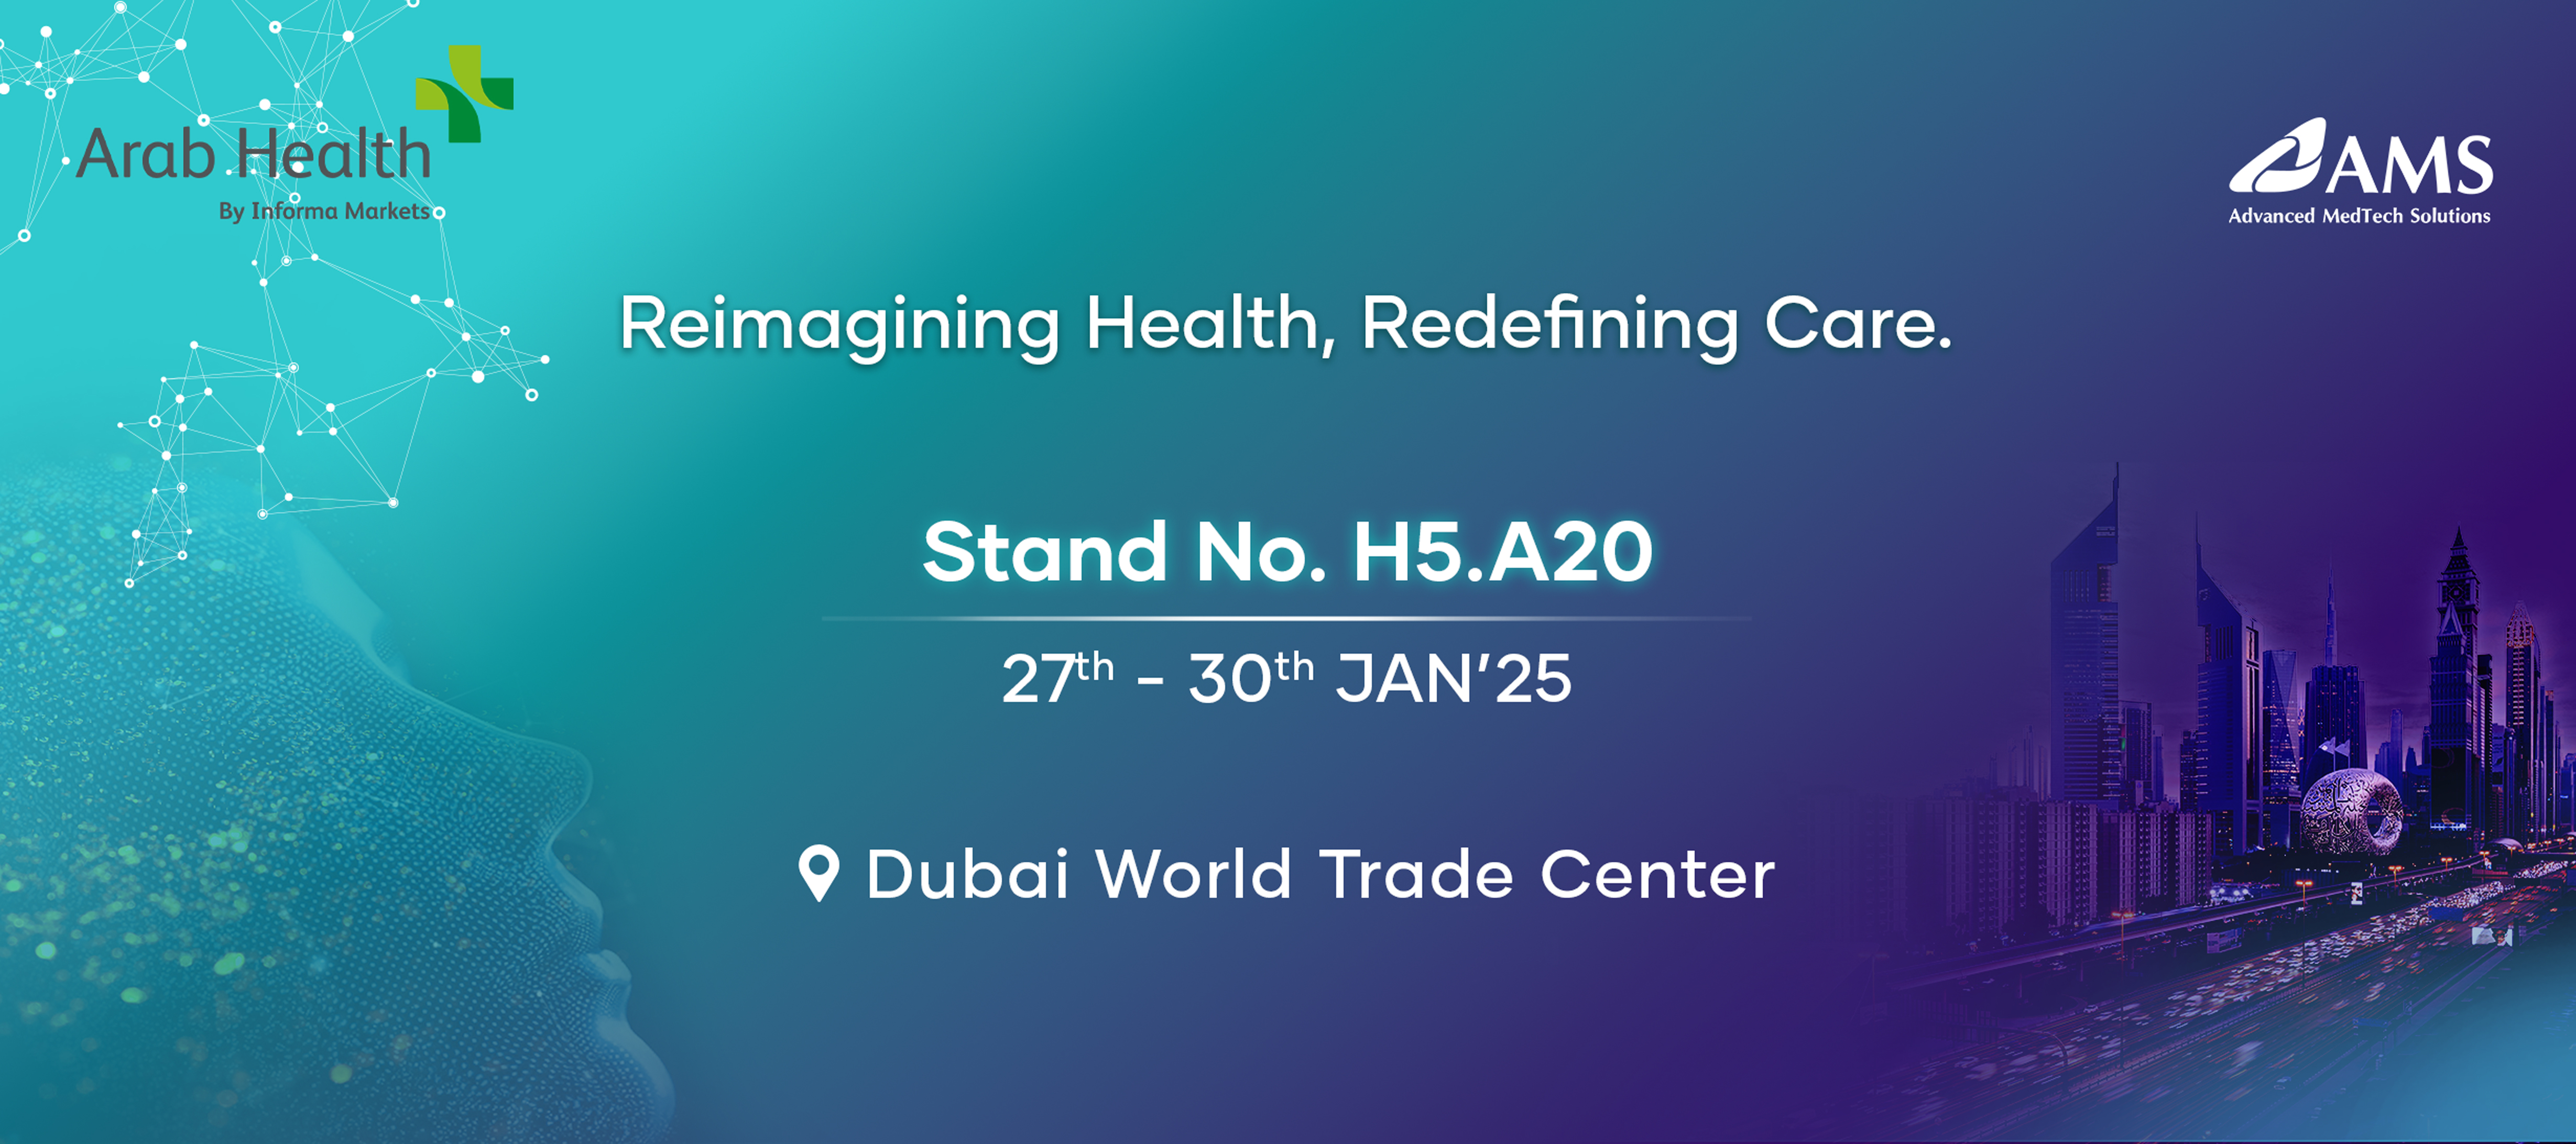 Arab Health
By Informa Markets
AMS
Advanced MedTech Solutions
Reimagining Health, Redefining Care.
Stand No. H5.A20
27th - 30th JAN'25
Dubai World Trade Center